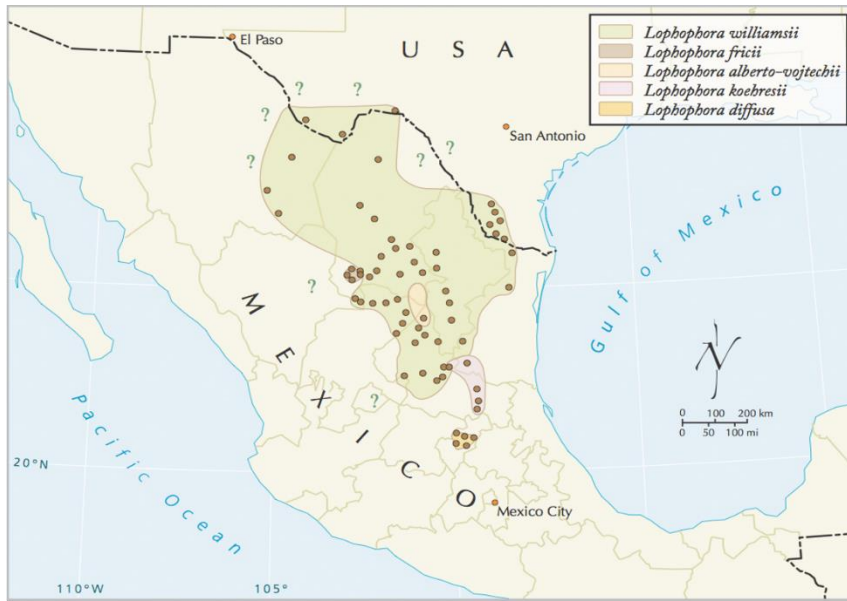 El Paso
U S A
Lophophora williamsii
Lophophora fricii
Lophophora alberto-vojtechii
Lophophora koehresii
Lophophora diffusa
?
?
?
?
?
?
?
San Antonio
Gulf of Mexico
?
M E X I C O
N
0 100 200 km
0 50 100 mi
?
Pacific Ocean
20°N
Mexico City
110°W
105°